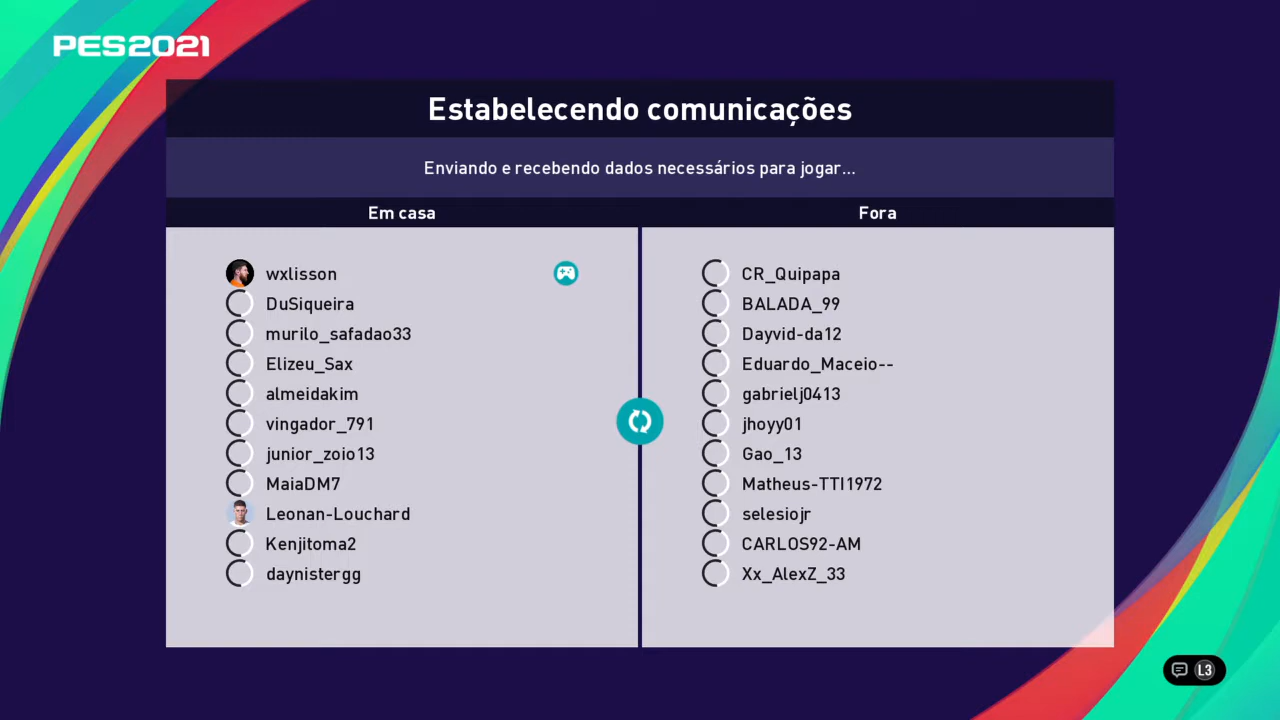 PES2021
Estabelecendo comunicações
Enviando e recebendo dados necessários para jogar...
Em casa
Fora
wxlisson
DuSiqueira
murilo_safadao33
Elizeu_Sax
almeidakim
vingador_791
junior_zoio13
MaiaDM7
Leonan-Louchard
Kenjitoma2
daynistergg
CR_Quipapa
BALADA_99
Dayvid-da12
Eduardo_Maceio--
gabrielj0413
jhoyy01
Gao_13
Matheus-TTI1972
selesiojr
CARLOS92-AM
Xx_AlexZ_33
L3